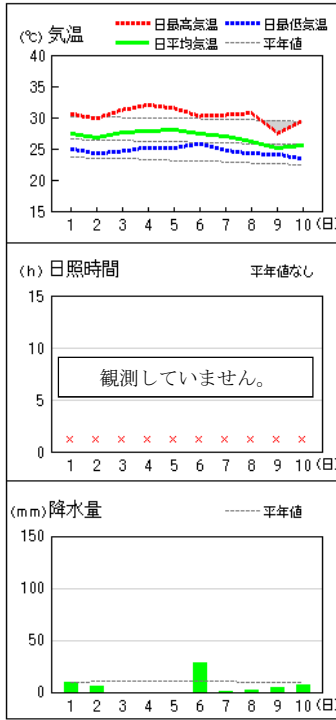 (℃) 気温
日最高気温 日最低気温
日平均気温 平年値
40
35
30
25
20
15
1 2 3 4 5 6 7 8 9 10 (日)
(h) 日照時間 平年値なし
15
10
観測していません。
5
0
1 2 3 4 5 6 7 8 9 10 (日)
(mm) 降水量 平年値
150
100
50
0
1 2 3 4 5 6 7 8 9 10 (日)